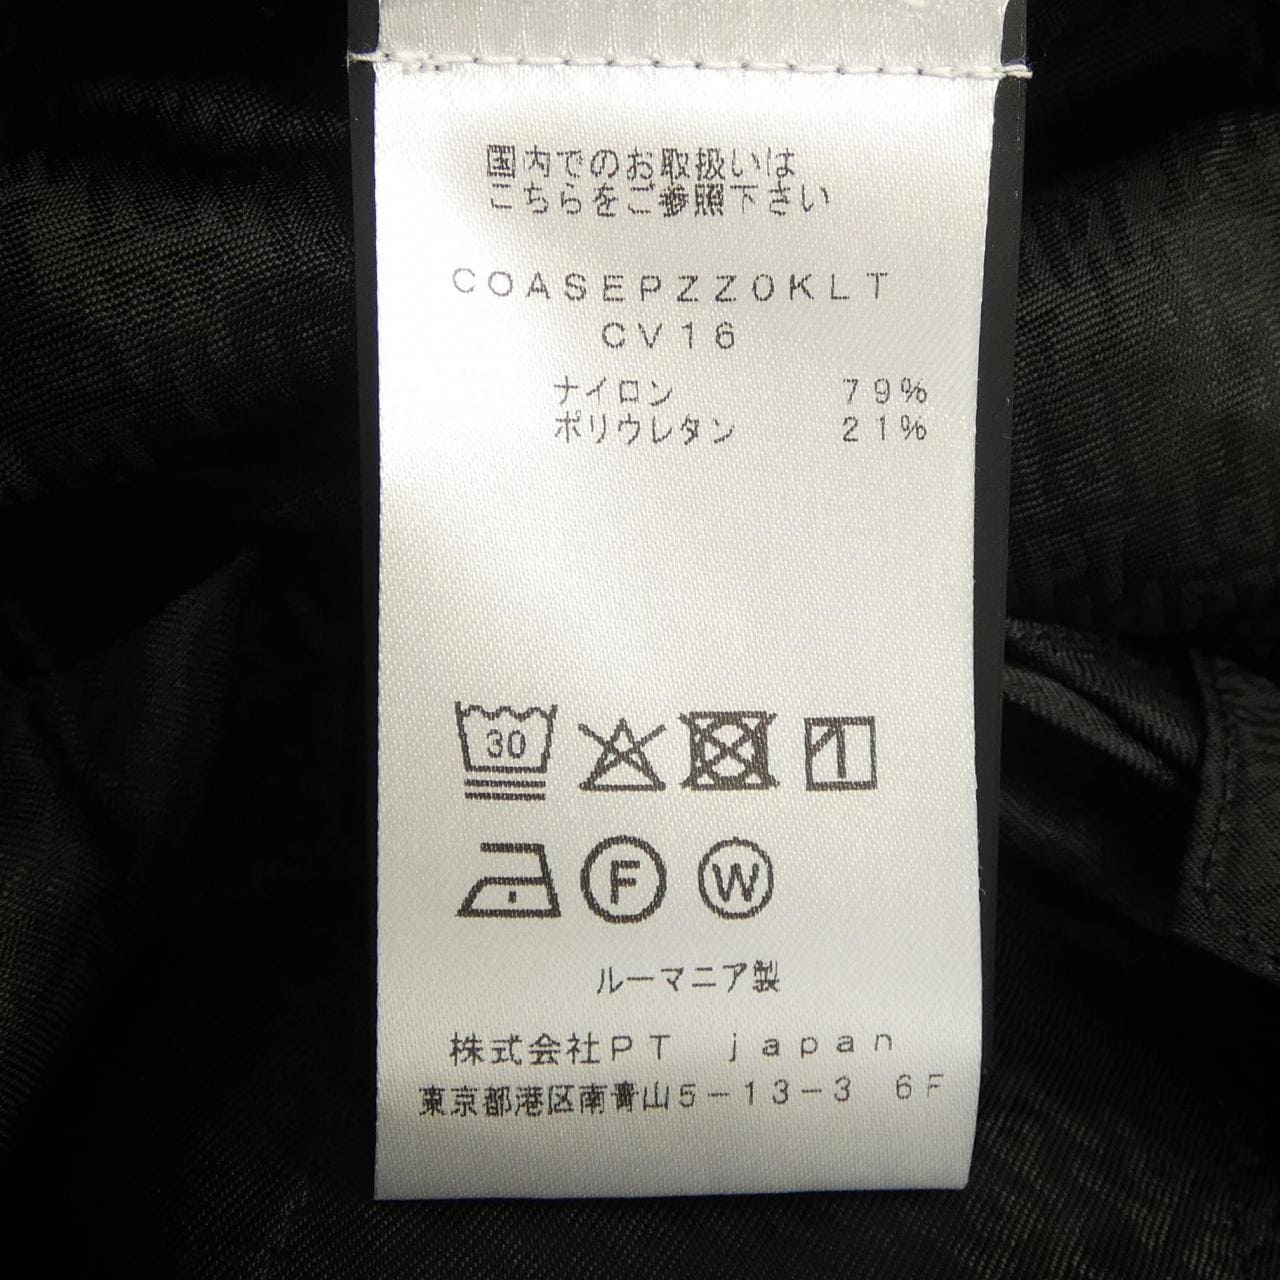 国内でのお取扱いは
こちらをご参照下さい
COASEPZZ0KLT
CV16
ナイロン 79%
ポリウレタン 21%
30
F W
ルーマニア製
株式会社PT japan
東京都港区南青山5-13-3 6F